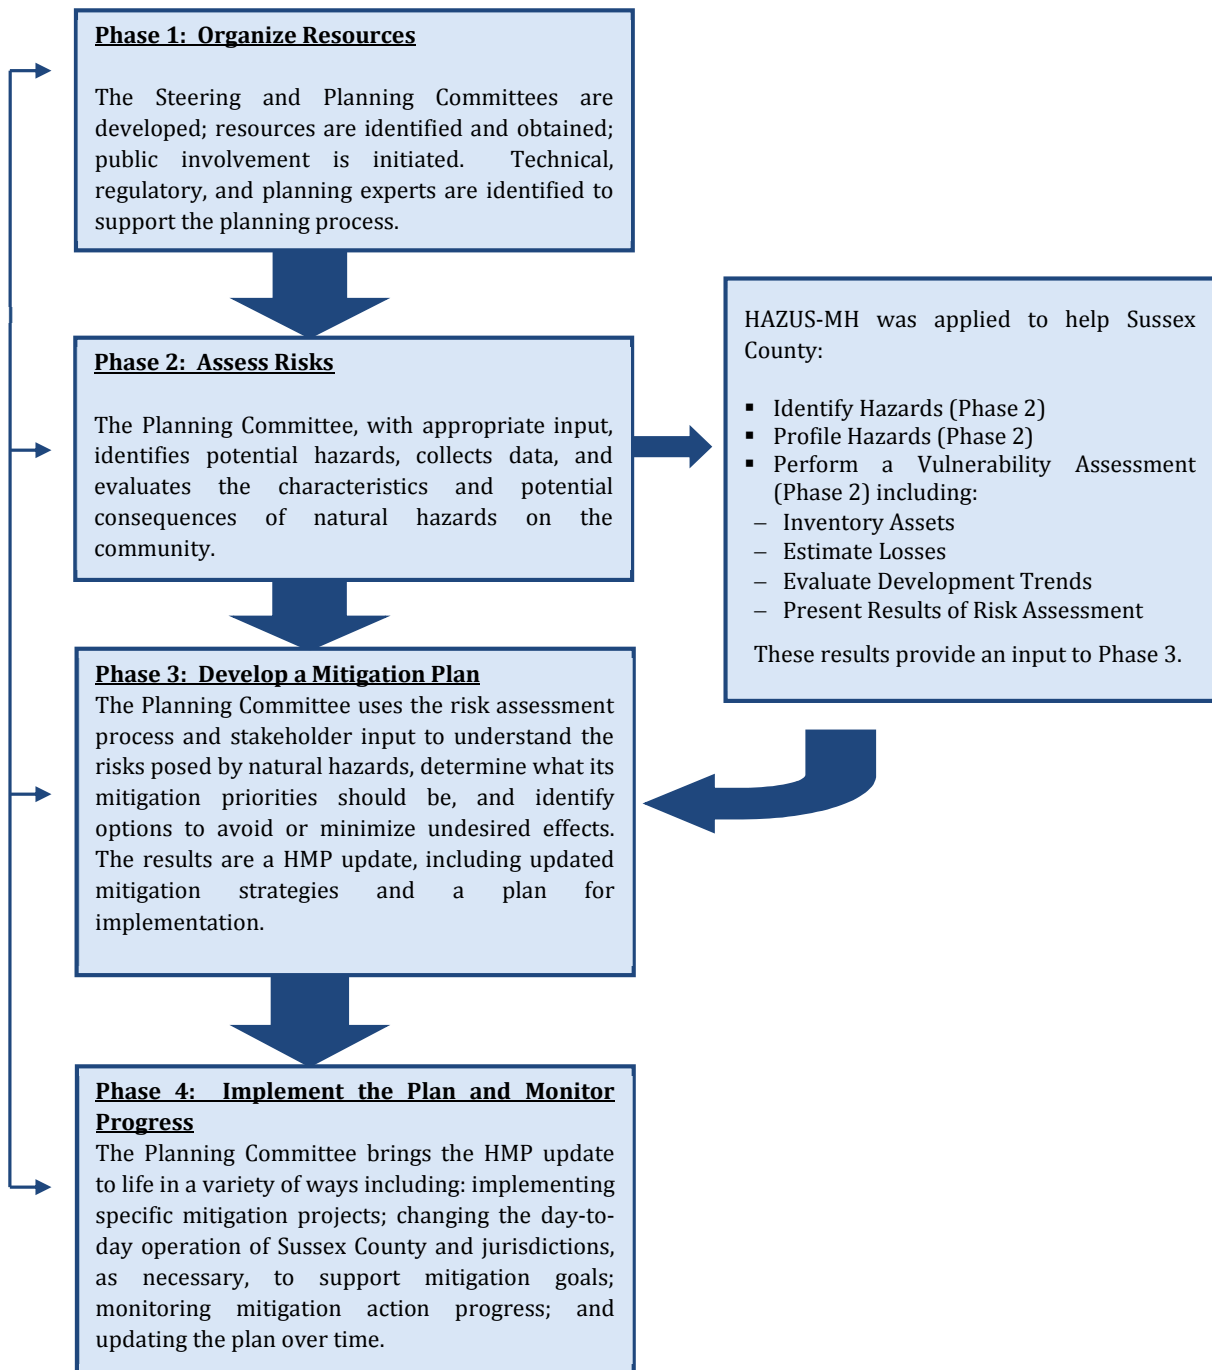 Phase 1: Organize Resources
The Steering and Planning Committees are
developed; resources are identified and obtained;
public involvement is initiated. Technical,
regulatory, and planning experts are identified to
support the planning process.
Phase 2: Assess Risks
The Planning Committee, with appropriate input,
identifies potential hazards, collects data, and
evaluates the characteristics and potential
consequences of natural hazards on the
community.
HAZUS-MH was applied to help Sussex
County:
▪ Identify Hazards (Phase 2)
▪ Profile Hazards (Phase 2)
▪ Perform a Vulnerability Assessment
(Phase 2) including:
– Inventory Assets
– Estimate Losses
– Evaluate Development Trends
– Present Results of Risk Assessment
These results provide an input to Phase 3.
Phase 3: Develop a Mitigation Plan
The Planning Committee uses the risk assessment
process and stakeholder input to understand the
risks posed by natural hazards, determine what its
mitigation priorities should be, and identify
options to avoid or minimize undesired effects.
The results are a HMP update, including updated
mitigation strategies and a plan for
implementation.
Phase 4: Implement the Plan and Monitor
Progress
The Planning Committee brings the HMP update
to life in a variety of ways including: implementing
specific mitigation projects; changing the day-to-
day operation of Sussex County and jurisdictions,
as necessary, to support mitigation goals;
monitoring mitigation action progress; and
updating the plan over time.